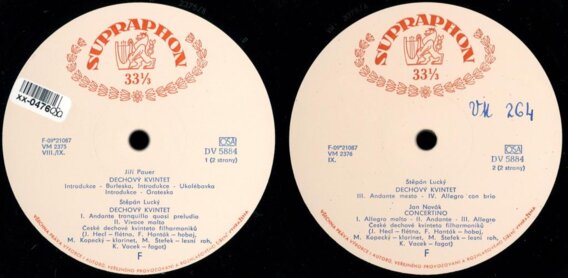 SUPRAPHON
33⅓
xx-0476
F-09*21087
VM 2375
VIII./IX.
OSA
DV 5884
1 (2 strany)
Jiří Pauer
DECHOVÝ KVINTET
Introdukce - Burleska, Introdukce - Ukolébavka
Introdukce - Groteska
Štěpán Lucký
DECHOVÝ KVINTET
I. Andante tranquillo quasi preludio
II. Vivace molto
České dechové kvinteto filharmoniků
(J. Hecl - flétna, F. Hanták - hoboj,
M. Kopecký - klarinet, M. Štefek - lesní roh,
K. Vacek - fagot)
F
SUPRAPHON
33⅓
VM 264
F-09*21087
VM 2376
IX.
OSA
DV 5884
2 (2 strany)
Štěpán Lucký
DECHOVÝ KVINTET
III. Andante mesto - IV. Allegro con brio
Jan Novák
CONCERTINO
I. Allegro molto - II. Andante - III. Allegro
České dechové kvinteto filharmoniků
(J. Hecl - flétna, F. Hanták - hoboj,
M. Kopecký - klarinet, M. Štefek - lesní roh,
K. Vacek - fagot)
F